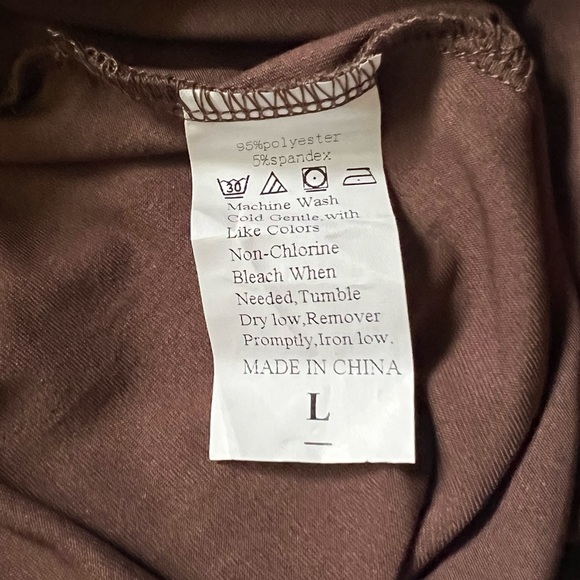 95%polyester
5%spandex
30
Machine Wash
Cold Gentle,with
Like Colors
Non-Chlorine
Bleach When
Needed,Tumble
Dry low,Remover
Promptly,Iron low.
MADE IN CHINA
L